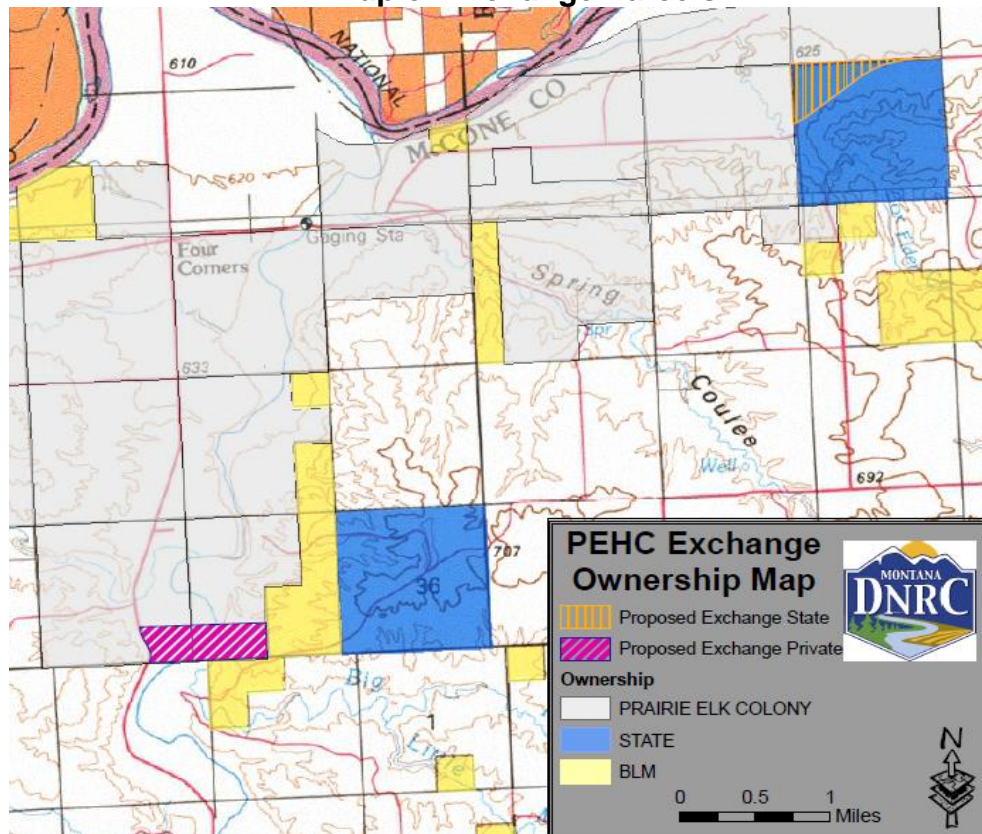 610
NATIONAL
625
McCONE CO
620
Gaging Sta
Four
Corners
Spring
Spr
633
Coulee
Well
692
707
36
Big
1
Little
PEHC Exchange
Ownership Map
MONTANA
DNRC
Proposed Exchange State
Proposed Exchange Private
Ownership
PRAIRIE ELK COLONY
STATE
BLM
N
0 0.5 1
Miles